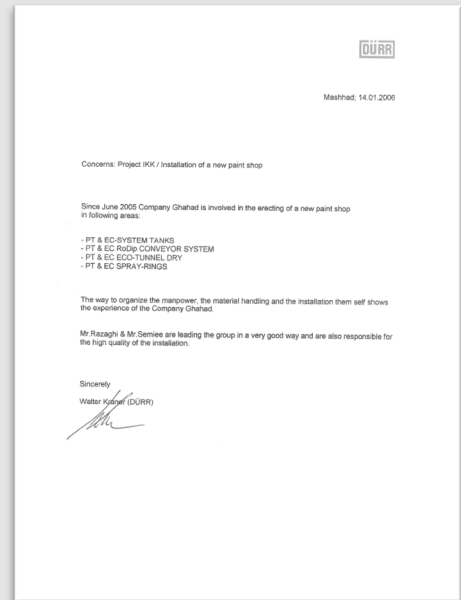 DÜRR
Mashhad; 14.01.2006
Concerns: Project IKK / Installation of a new paint shop
Since June 2005 Company Ghahad is involved in the erecting of a new paint shop
in following areas:
- PT & EC-SYSTEM TANKS
- PT & EC RoDip CONVEYOR SYSTEM
- PT & EC ECO-TUNNEL DRY
- PT & EC SPRAY-RINGS
The way to organize the manpower, the material handling and the installation them self shows
the experience of the Company Ghahad.
Mr.Razaghi & Mr.Semiee are leading the group in a very good way and are also responsible for
the high quality of the installation.
Sincerely
Walter (DÜRR)